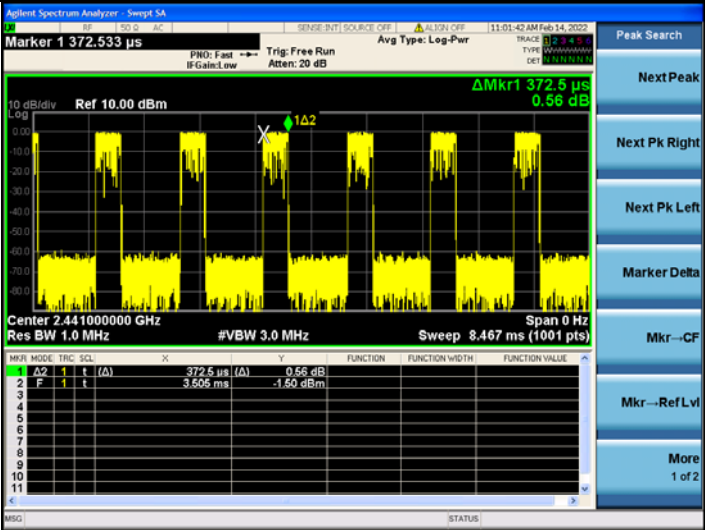 Agilent Spectrum Analyzer - Swept SA
RF 50 Ω AC SENSE:INT SOURCE OFF ALIGN OFF 11:01:42 AM Feb 14, 2022
Marker 1 372.533 µs
PNO: Fast
IFGain:Low
Trig: Free Run
Atten: 20 dB
Avg Type: Log-Pwr
TRACE 1 2 3 4 5 6
TYPE
DET N N N N N N
Peak Search
ΔMkr1 372.5 µs
0.56 dB
10 dB/div Ref 10.00 dBm
Log
1Δ2
X
0.00
-10.0
-20.0
-30.0
-40.0
-50.0
-60.0
-70.0
-80.0
Center 2.441000000 GHz Span 0 Hz
Res BW 1.0 MHz #VBW 3.0 MHz Sweep 8.467 ms (1001 pts)
MKR MODE TRC SCL X Y FUNCTION FUNCTION WIDTH FUNCTION VALUE
1 Δ2 1 t (Δ) 372.5 µs (Δ) 0.56 dB
2 F 1 t 3.505 ms -1.50 dBm
3
4
5
6
7
8
9
10
11
MSG STATUS
Next Peak
Next Pk Right
Next Pk Left
Marker Delta
Mkr→CF
Mkr→Ref Lvl
More
1 of 2